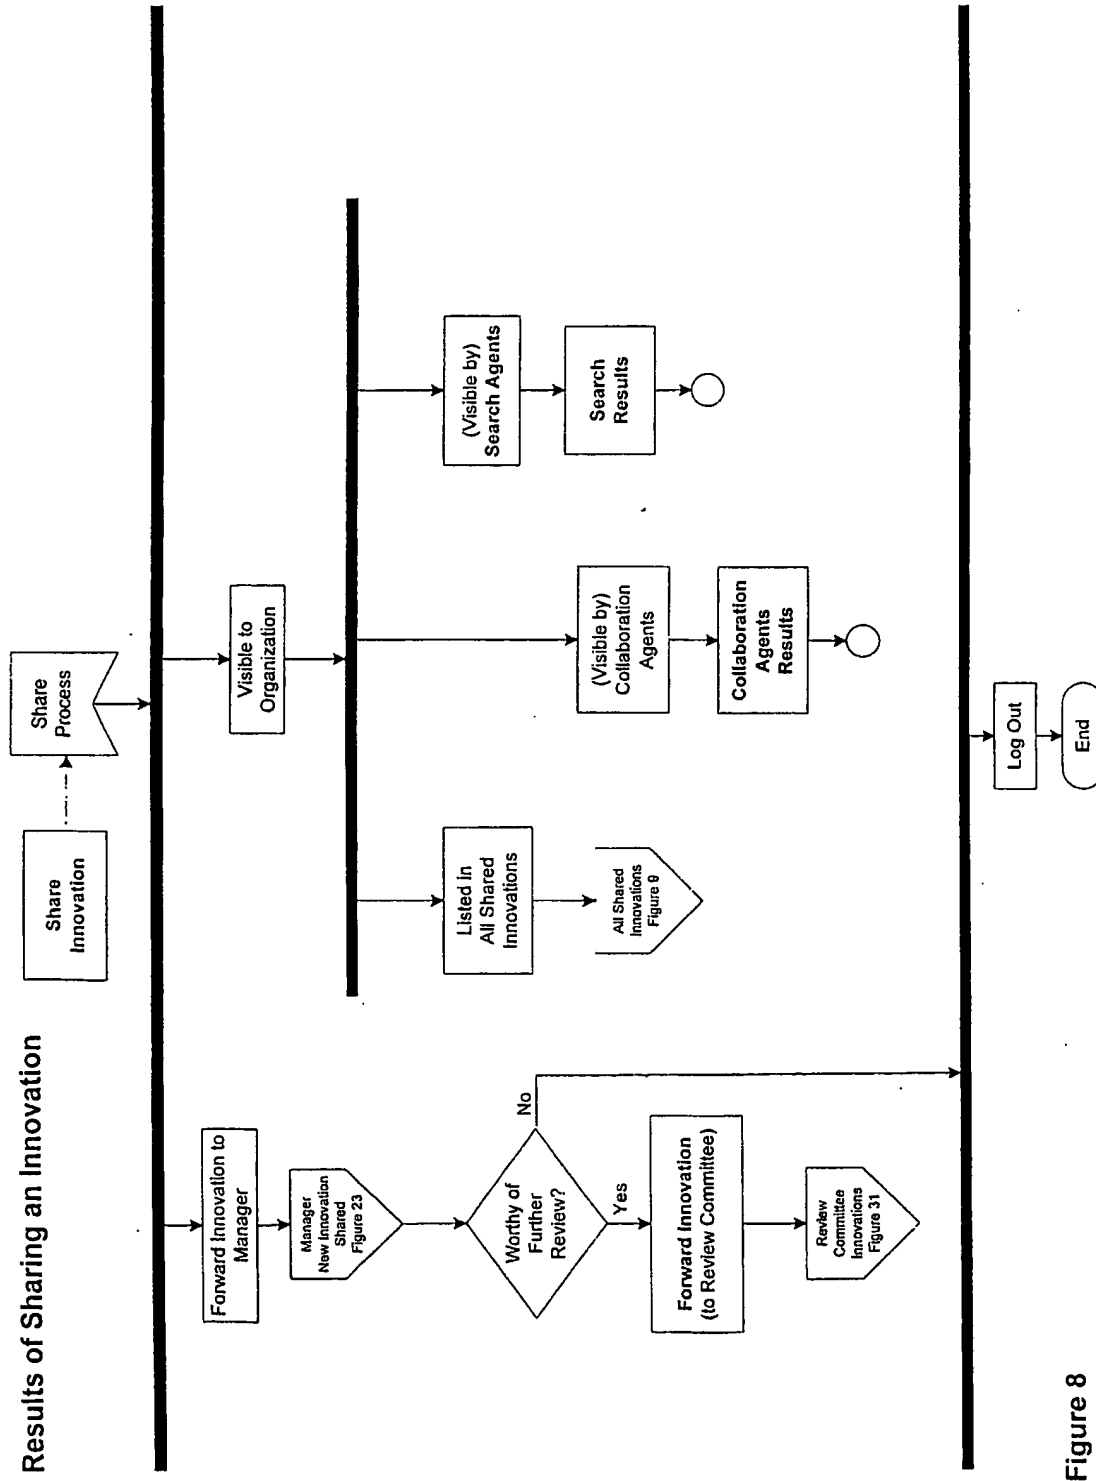 Results of Sharing an Innovation
Share
Innovation
Share
Process
Forward Innovation to
Manager
Manager
New Innovation
Shared
Figure 23
Worthy of
Further
Review?
No
Yes
Forward Innovation
(to Review Committee)
Review
Committee
Innovations
Figure 31
Visible to
Organization
Listed In
All Shared
Innovations
All Shared
Innovations
Figure 9
(Visible by)
Collaboration
Agents
Collaboration
Agents
Results
(Visible by)
Search Agents
Search
Results
Log Out
End
Figure 8